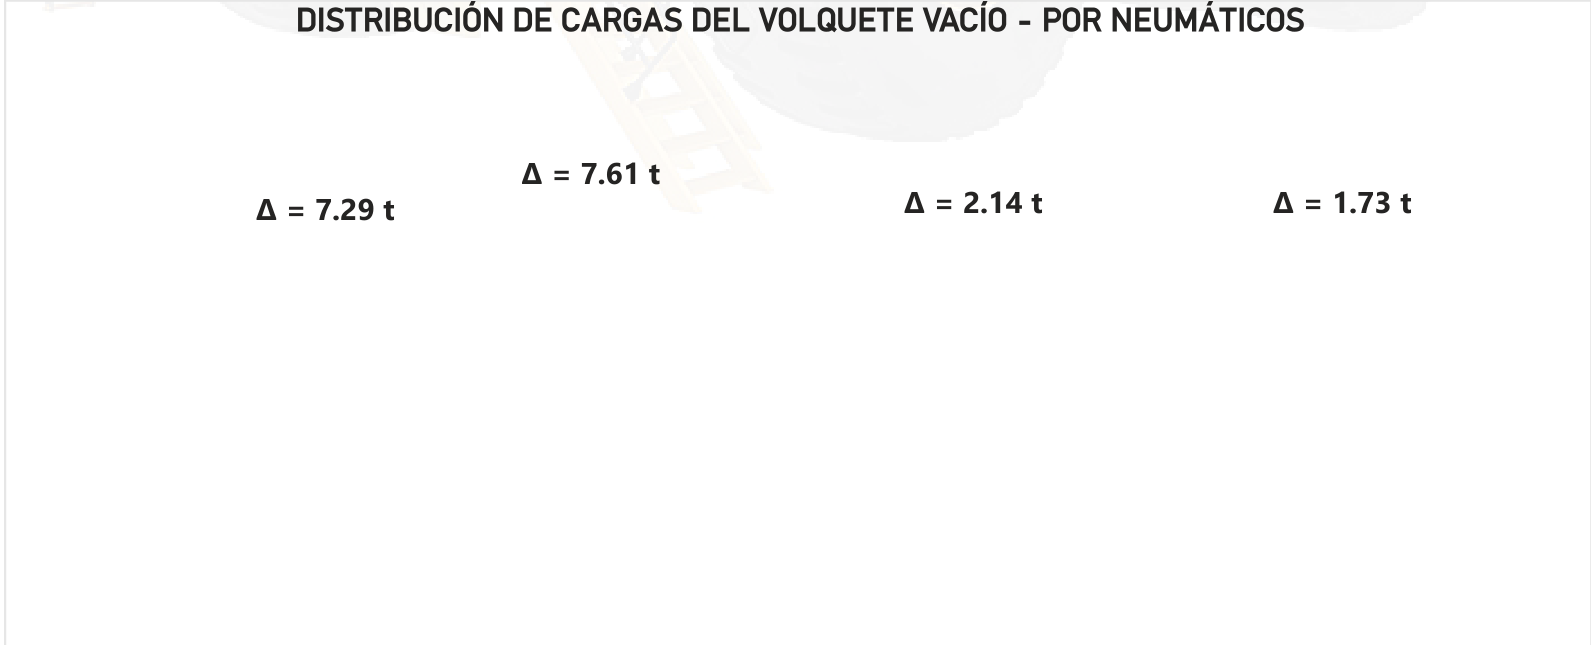 DISTRIBUCIÓN DE CARGAS DEL VOLQUETE VACÍO - POR NEUMÁTICOS
Δ = 7.29 t
Δ = 7.61 t
Δ = 2.14 t
Δ = 1.73 t